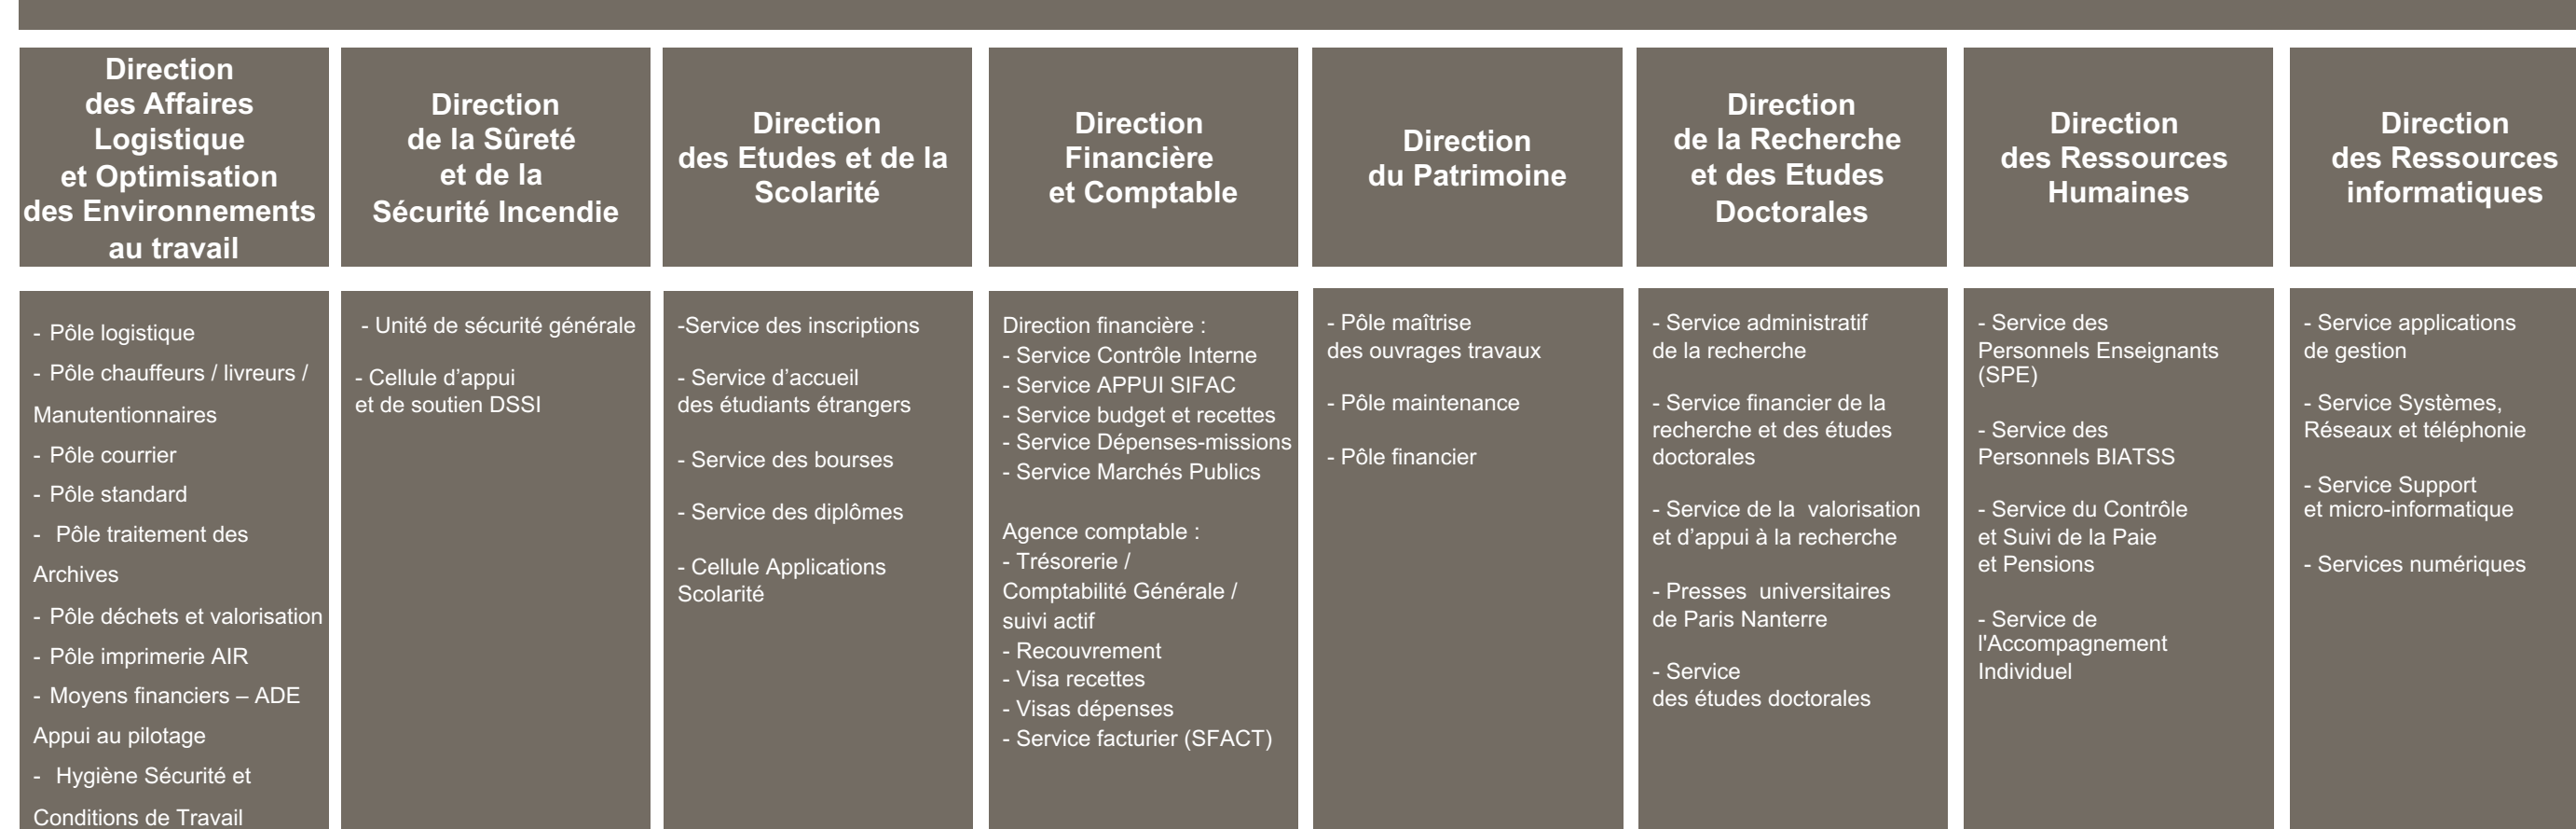 Direction
des Affaires
Logistique
et Optimisation
des Environnements
au travail
Direction
de la Sûreté
et de la
Sécurité Incendie
Direction
des Etudes et de la
Scolarité
Direction
Financière
et Comptable
Direction
du Patrimoine
Direction
de la Recherche
et des Etudes
Doctorales
Direction
des Ressources
Humaines
Direction
des Ressources
informatiques
- Pôle logistique
- Pôle chauffeurs / livreurs /
Manutentionnaires
- Pôle courrier
- Pôle standard
- Pôle traitement des
Archives
- Pôle déchets et valorisation
- Pôle imprimerie AIR
- Moyens financiers – ADE
Appui au pilotage
- Hygiène Sécurité et
Conditions de Travail
- Unité de sécurité générale
- Cellule d’appui
et de soutien DSSI
-Service des inscriptions
- Service d’accueil
des étudiants étrangers
- Service des bourses
- Service des diplômes
- Cellule Applications
Scolarité
Direction financière :
- Service Contrôle Interne
- Service APPUI SIFAC
- Service budget et recettes
- Service Dépenses-missions
- Service Marchés Publics
Agence comptable :
- Trésorerie /
Comptabilité Générale /
suivi actif
- Recouvrement
- Visa recettes
- Visas dépenses
- Service facturier (SFACT)
- Pôle maîtrise
des ouvrages travaux
- Pôle maintenance
- Pôle financier
- Service administratif
de la recherche
- Service financier de la
recherche et des études
doctorales
- Service de la valorisation
et d’appui à la recherche
- Presses universitaires
de Paris Nanterre
- Service
des études doctorales
- Service des
Personnels Enseignants
(SPE)
- Service des
Personnels BIATSS
- Service du Contrôle
et Suivi de la Paie
et Pensions
- Service de
l'Accompagnement
Individuel
- Service applications
de gestion
- Service Systèmes,
Réseaux et téléphonie
- Service Support
et micro-informatique
- Services numériques